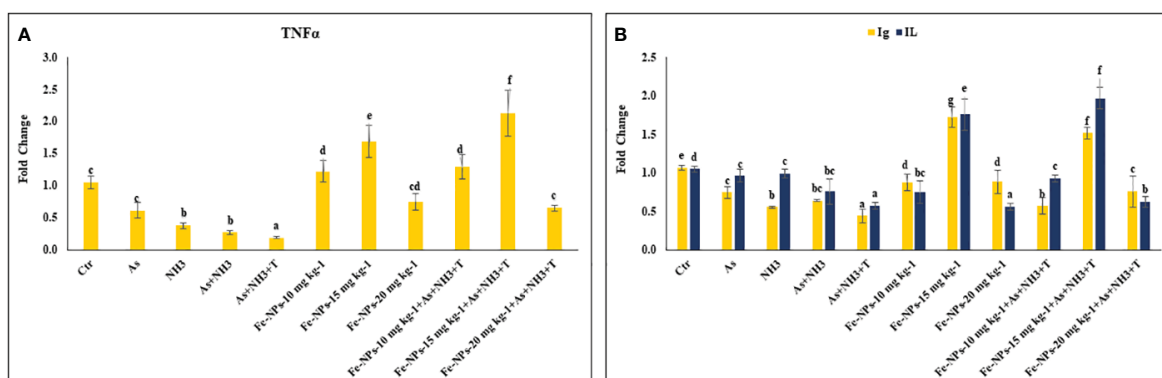 A
TNFα
3.0
2.5
2.0
1.5
1.0
0.5
0.0
Fold Change
c
c
b
b
a
d
e
cd
d
f
c
Ctr
As
NH3
As+NH3
As+NH3+T
Fe-NPs-10 mg kg-1
Fe-NPs-15 mg kg-1
Fe-NPs-20 mg kg-1
Fe-NPs-10 mg kg-1+As+NH3+T
Fe-NPs-15 mg kg-1+As+NH3+T
Fe-NPs-20 mg kg-1+As+NH3+T
B
Ig IL
2.5
2.0
1.5
1.0
0.5
0.0
Fold Change
e d
c c
b c
bc bc
a a
d bc
g e
d a
b c
f f
c b
Ctr
As
NH3
As+NH3
As+NH3+T
Fe-NPs-10 mg kg-1
Fe-NPs-15 mg kg-1
Fe-NPs-20 mg kg-1
Fe-NPs-10 mg kg-1+As+NH3+T
Fe-NPs-15 mg kg-1+As+NH3+T
Fe-NPs-20 mg kg-1+As+NH3+T